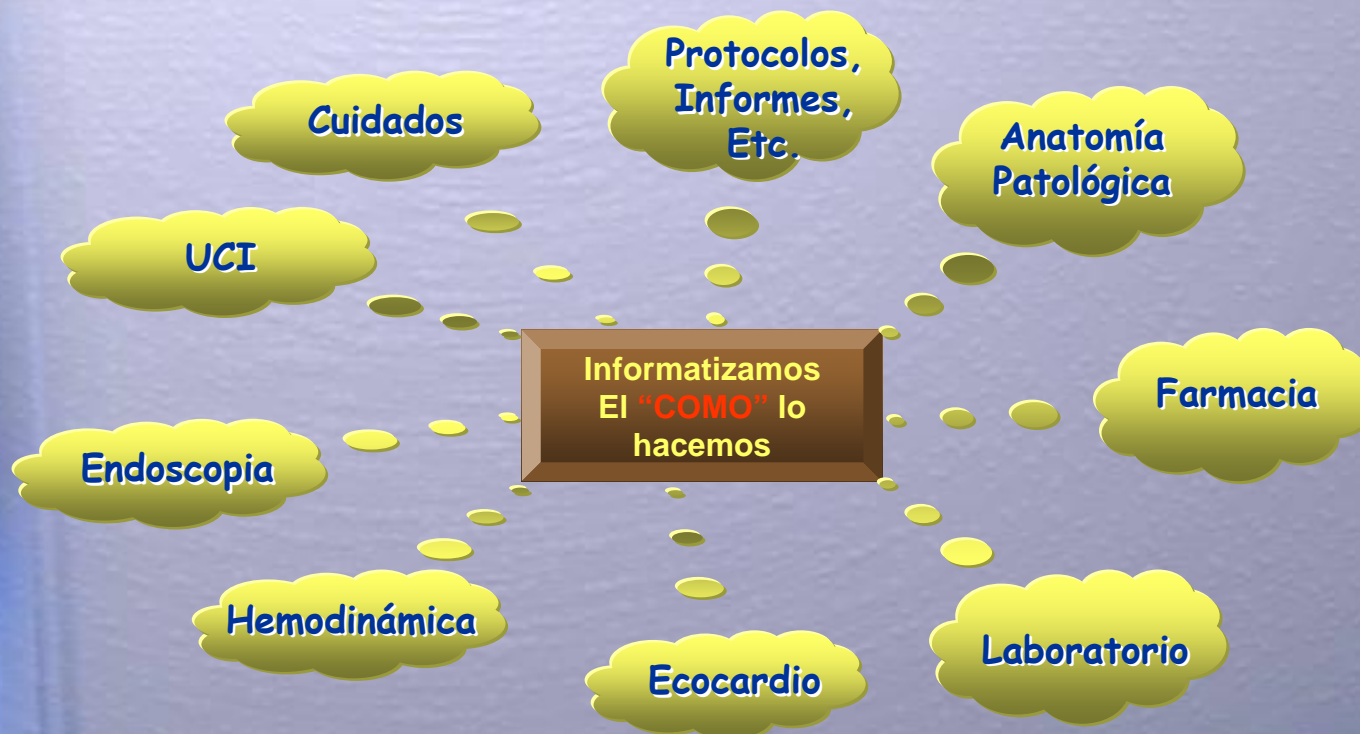 Protocolos,
Informes,
Etc.
Cuidados
Anatomía
Patológica
UCI
Informatizamos
El “COMO” lo
hacemos
Farmacia
Endoscopia
Hemodinámica
Laboratorio
Ecocardio